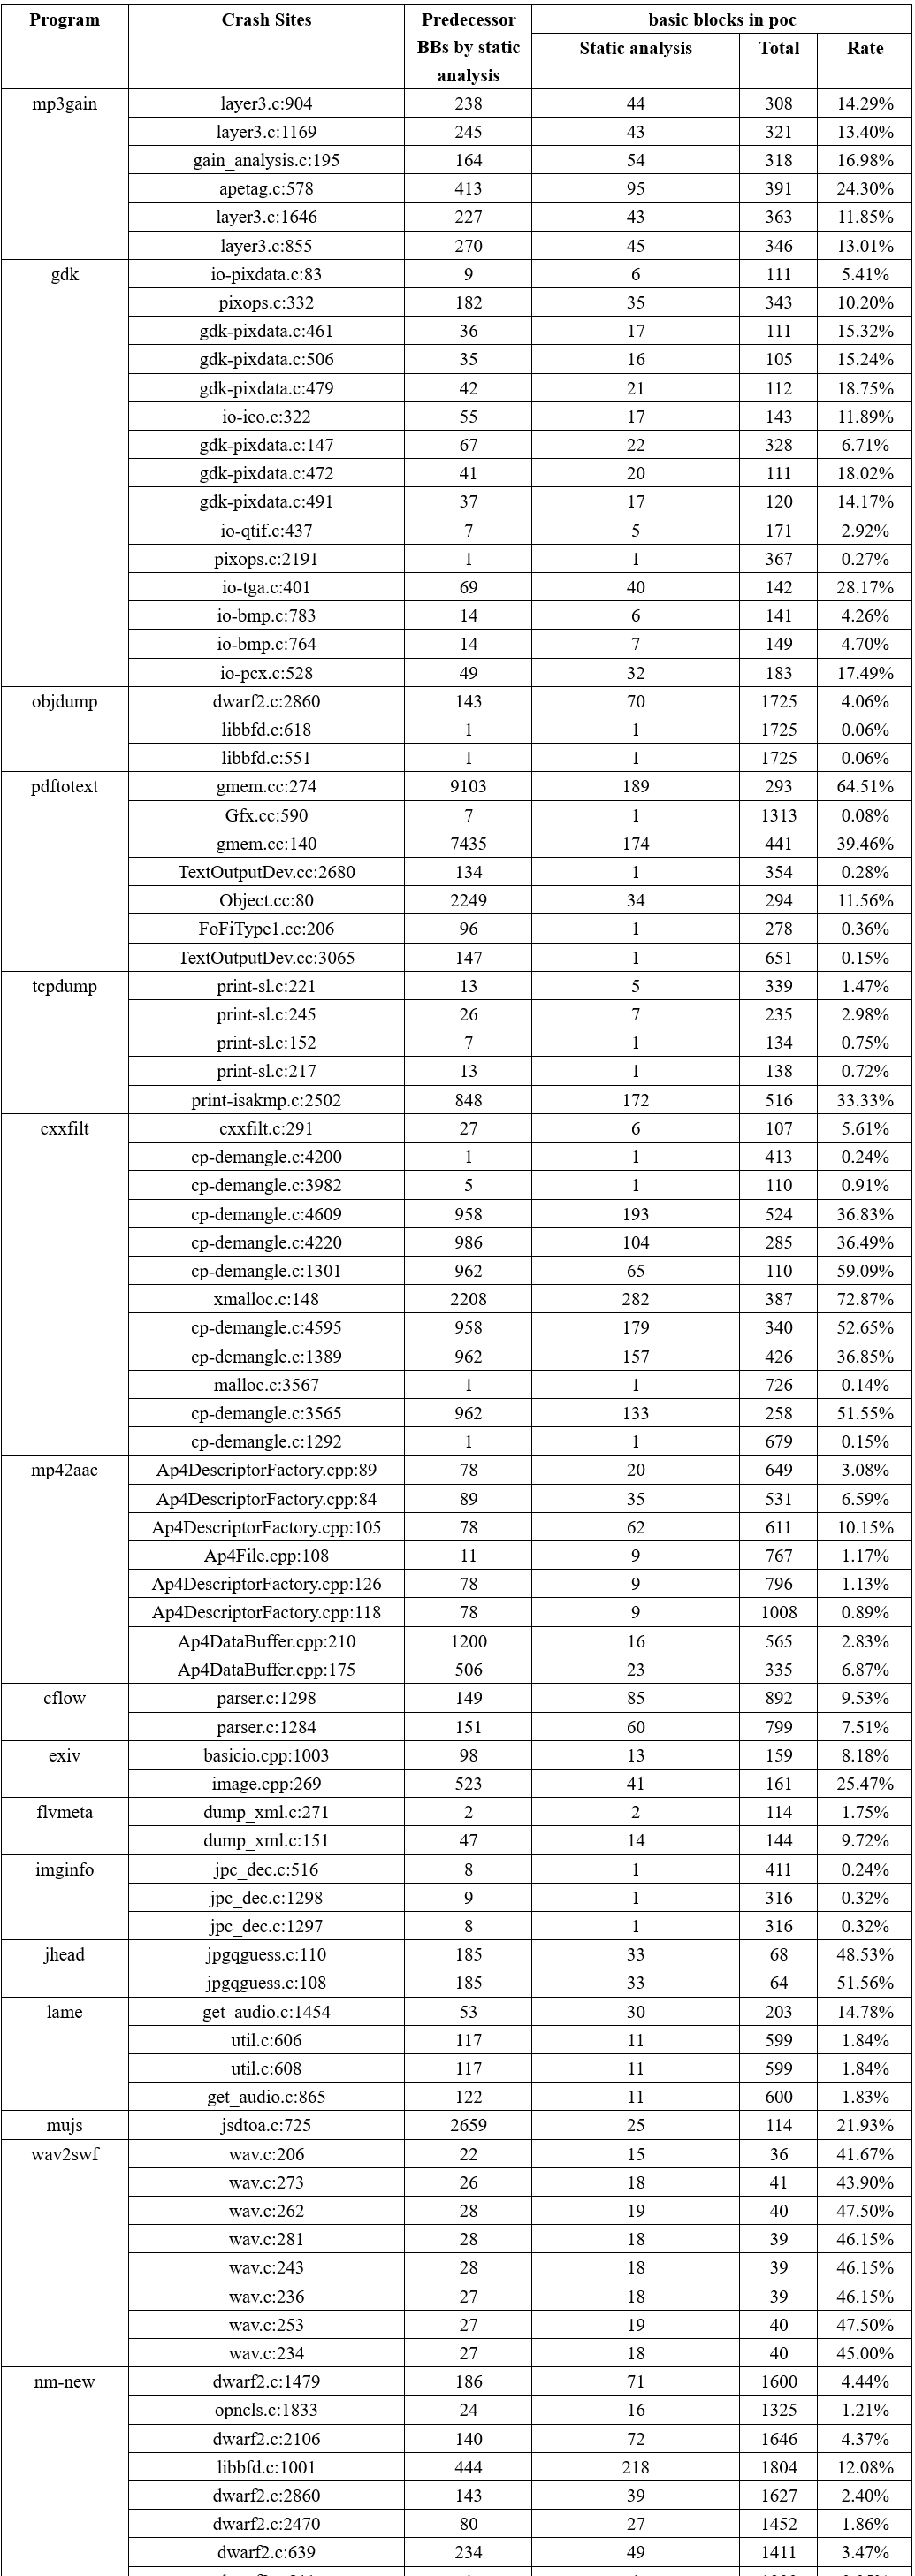 Program Crash Sites Predecessor BBs by static analysis basic blocks in poc
Static analysis Total Rate
mp3gain layer3.c:904 238 44 308 14.29%
layer3.c:1169 245 43 321 13.40%
gain_analysis.c:195 164 54 318 16.98%
apetag.c:578 413 95 391 24.30%
layer3.c:1646 227 43 363 11.85%
layer3.c:855 270 45 346 13.01%
gdk io-pixdata.c:83 9 6 111 5.41%
pixops.c:332 182 35 343 10.20%
gdk-pixdata.c:461 36 17 111 15.32%
gdk-pixdata.c:506 35 16 105 15.24%
gdk-pixdata.c:479 42 21 112 18.75%
io-ico.c:322 55 17 143 11.89%
gdk-pixdata.c:147 67 22 328 6.71%
gdk-pixdata.c:472 41 20 111 18.02%
gdk-pixdata.c:491 37 17 120 14.17%
io-qtif.c:437 7 5 171 2.92%
pixops.c:2191 1 1 367 0.27%
io-tga.c:401 69 40 142 28.17%
io-bmp.c:783 14 6 141 4.26%
io-bmp.c:764 14 7 149 4.70%
io-pcx.c:528 49 32 183 17.49%
objdump dwarf2.c:2860 143 70 1725 4.06%
libbfd.c:618 1 1 1725 0.06%
libbfd.c:551 1 1 1725 0.06%
pdftotext gmem.cc:274 9103 189 293 64.51%
Gfx.cc:590 7 1 1313 0.08%
gmem.cc:140 7435 174 441 39.46%
TextOutputDev.cc:2680 134 1 354 0.28%
Object.cc:80 2249 34 294 11.56%
FoFiType1.cc:206 96 1 278 0.36%
TextOutputDev.cc:3065 147 1 651 0.15%
tcpdump print-sl.c:221 13 5 339 1.47%
print-sl.c:245 26 7 235 2.98%
print-sl.c:152 7 1 134 0.75%
print-sl.c:217 13 1 138 0.72%
print-isakmp.c:2502 848 172 516 33.33%
cxxfilt cxxfilt.c:291 27 6 107 5.61%
cp-demangle.c:4200 1 1 413 0.24%
cp-demangle.c:3982 5 1 110 0.91%
cp-demangle.c:4609 958 193 524 36.83%
cp-demangle.c:4220 986 104 285 36.49%
cp-demangle.c:1301 962 65 110 59.09%
xmalloc.c:148 2208 282 387 72.87%
cp-demangle.c:4595 958 179 340 52.65%
cp-demangle.c:1389 962 157 426 36.85%
malloc.c:3567 1 1 726 0.14%
cp-demangle.c:3565 962 133 258 51.55%
cp-demangle.c:1292 1 1 679 0.15%
mp42aac Ap4DescriptorFactory.cpp:89 78 20 649 3.08%
Ap4DescriptorFactory.cpp:84 89 35 531 6.59%
Ap4DescriptorFactory.cpp:105 78 62 611 10.15%
Ap4File.cpp:108 11 9 767 1.17%
Ap4DescriptorFactory.cpp:126 78 9 796 1.13%
Ap4DescriptorFactory.cpp:118 78 9 1008 0.89%
Ap4DataBuffer.cpp:210 1200 16 565 2.83%
Ap4DataBuffer.cpp:175 506 23 335 6.87%
cflow parser.c:1298 149 85 892 9.53%
parser.c:1284 151 60 799 7.51%
exiv basicio.cpp:1003 98 13 159 8.18%
image.cpp:269 523 41 161 25.47%
flvmeta dump_xml.c:271 2 2 114 1.75%
dump_xml.c:151 47 14 144 9.72%
imginfo jpc_dec.c:516 8 1 411 0.24%
jpc_dec.c:1298 9 1 316 0.32%
jpc_dec.c:1297 8 1 316 0.32%
jhead jpgqguess.c:110 185 33 68 48.53%
jpgqguess.c:108 185 33 64 51.56%
lame get_audio.c:1454 53 30 203 14.78%
util.c:606 117 11 599 1.84%
util.c:608 117 11 599 1.84%
get_audio.c:865 122 11 600 1.83%
mujs jsdtoa.c:725 2659 25 114 21.93%
wav2swf wav.c:206 22 15 36 41.67%
wav.c:273 26 18 41 43.90%
wav.c:262 28 19 40 47.50%
wav.c:281 28 18 39 46.15%
wav.c:243 28 18 39 46.15%
wav.c:236 27 18 39 46.15%
wav.c:253 27 19 40 47.50%
wav.c:234 27 18 40 45.00%
nm-new dwarf2.c:1479 186 71 1600 4.44%
opncls.c:1833 24 16 1325 1.21%
dwarf2.c:2106 140 72 1646 4.37%
libbfd.c:1001 444 218 1804 12.08%
dwarf2.c:2860 143 39 1627 2.40%
dwarf2.c:2470 80 27 1452 1.86%
dwarf2.c:639 234 49 1411 3.47%